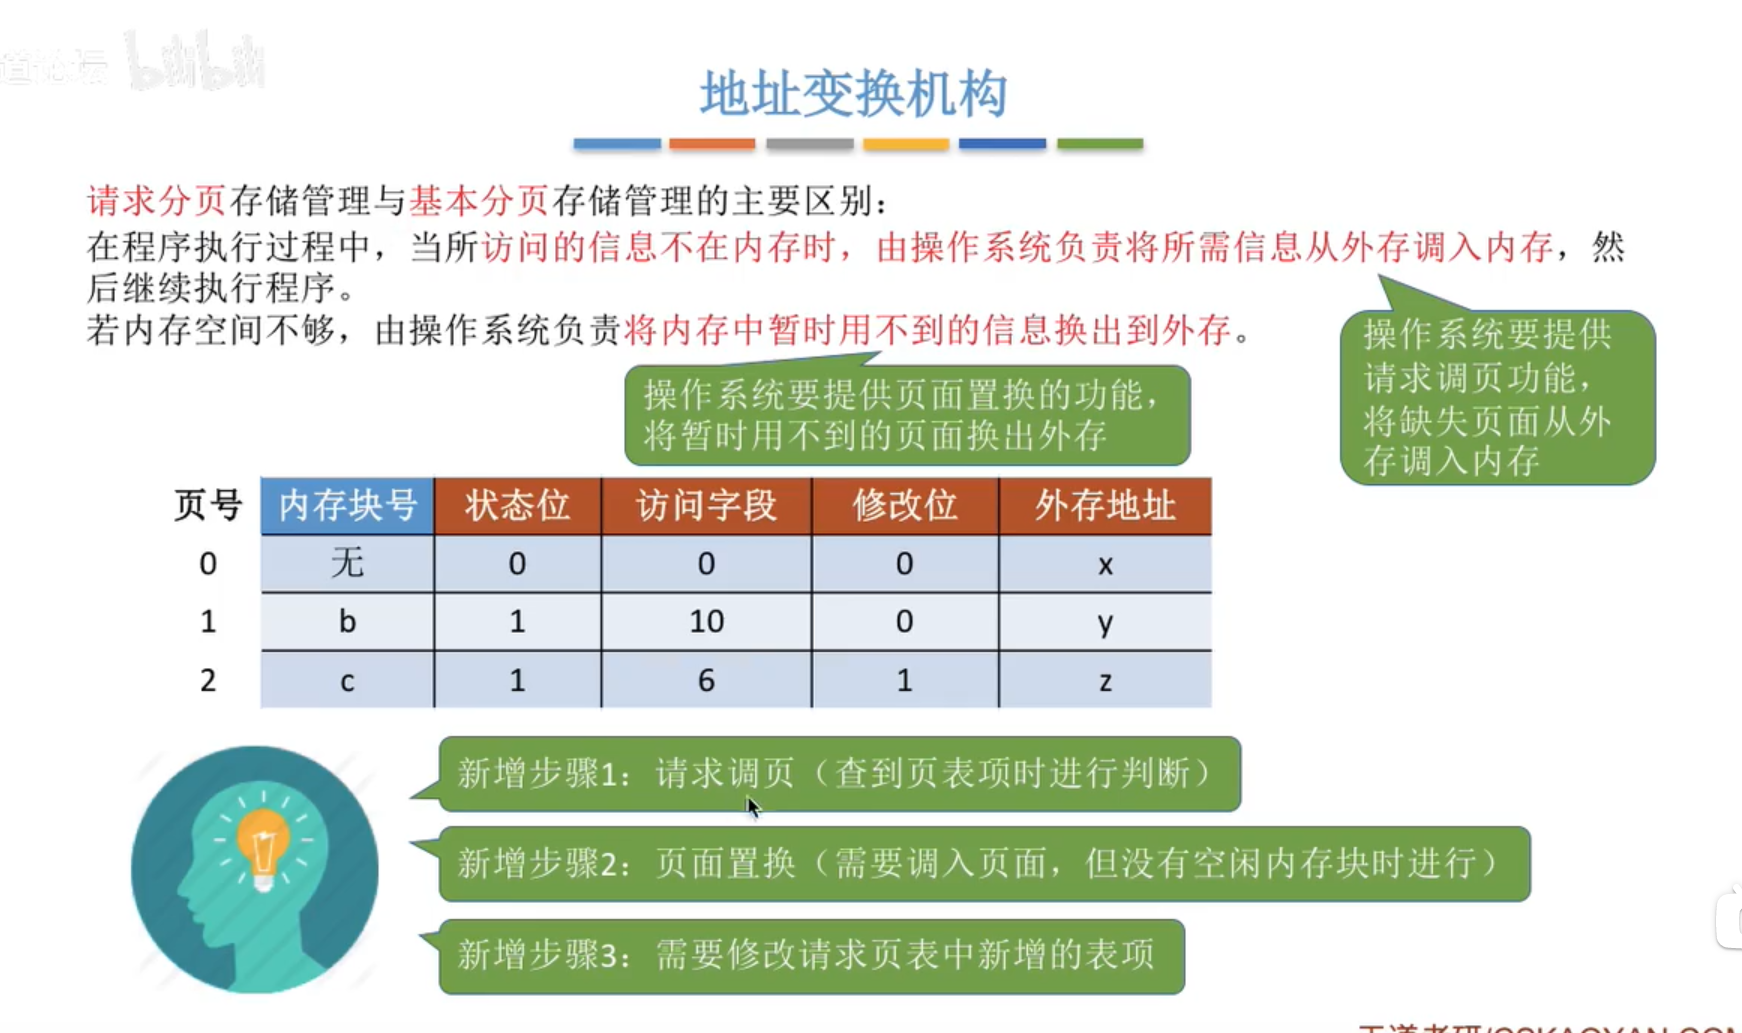 道论坛 bilibili
地址变换机构
请求分页存储管理与基本分页存储管理的主要区别：
在程序执行过程中，当所访问的信息不在内存时，由操作系统负责将所需信息从外存调入内存，然
后继续执行程序。
若内存空间不够，由操作系统负责将内存中暂时用不到的信息换出到外存。
操作系统要提供
请求调页功能，
将缺失页面从外
存调入内存
操作系统要提供页面置换的功能，
将暂时用不到的页面换出外存
页号 内存块号 状态位 访问字段 修改位 外存地址
0 无 0 0 0 x
1 b 1 10 0 y
2 c 1 6 1 z
新增步骤1：请求调页（查到页表项时进行判断）
新增步骤2：页面置换（需要调入页面，但没有空闲内存块时进行）
新增步骤3：需要修改请求页表中新增的表项
王道考研/CSKAOYAN.COM